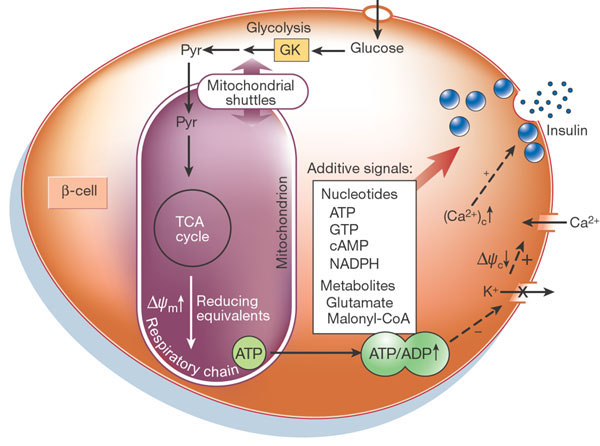 Glycolysis
Pyr
GK
Glucose
Mitochondrial
shuttles
Pyr
Insulin
Additive signals:
β-cell
Nucleotides
ATP
GTP
cAMP
NADPH
Metabolites
Glutamate
Malonyl-CoA
+
(Ca²⁺)c↑
TCA
cycle
Mitochondrion
Ca²⁺
Δψc↓ +
K⁺
x
Δψm↑
Reducing
equivalents
Respiratory chain
ATP
ATP/ADP↑
−